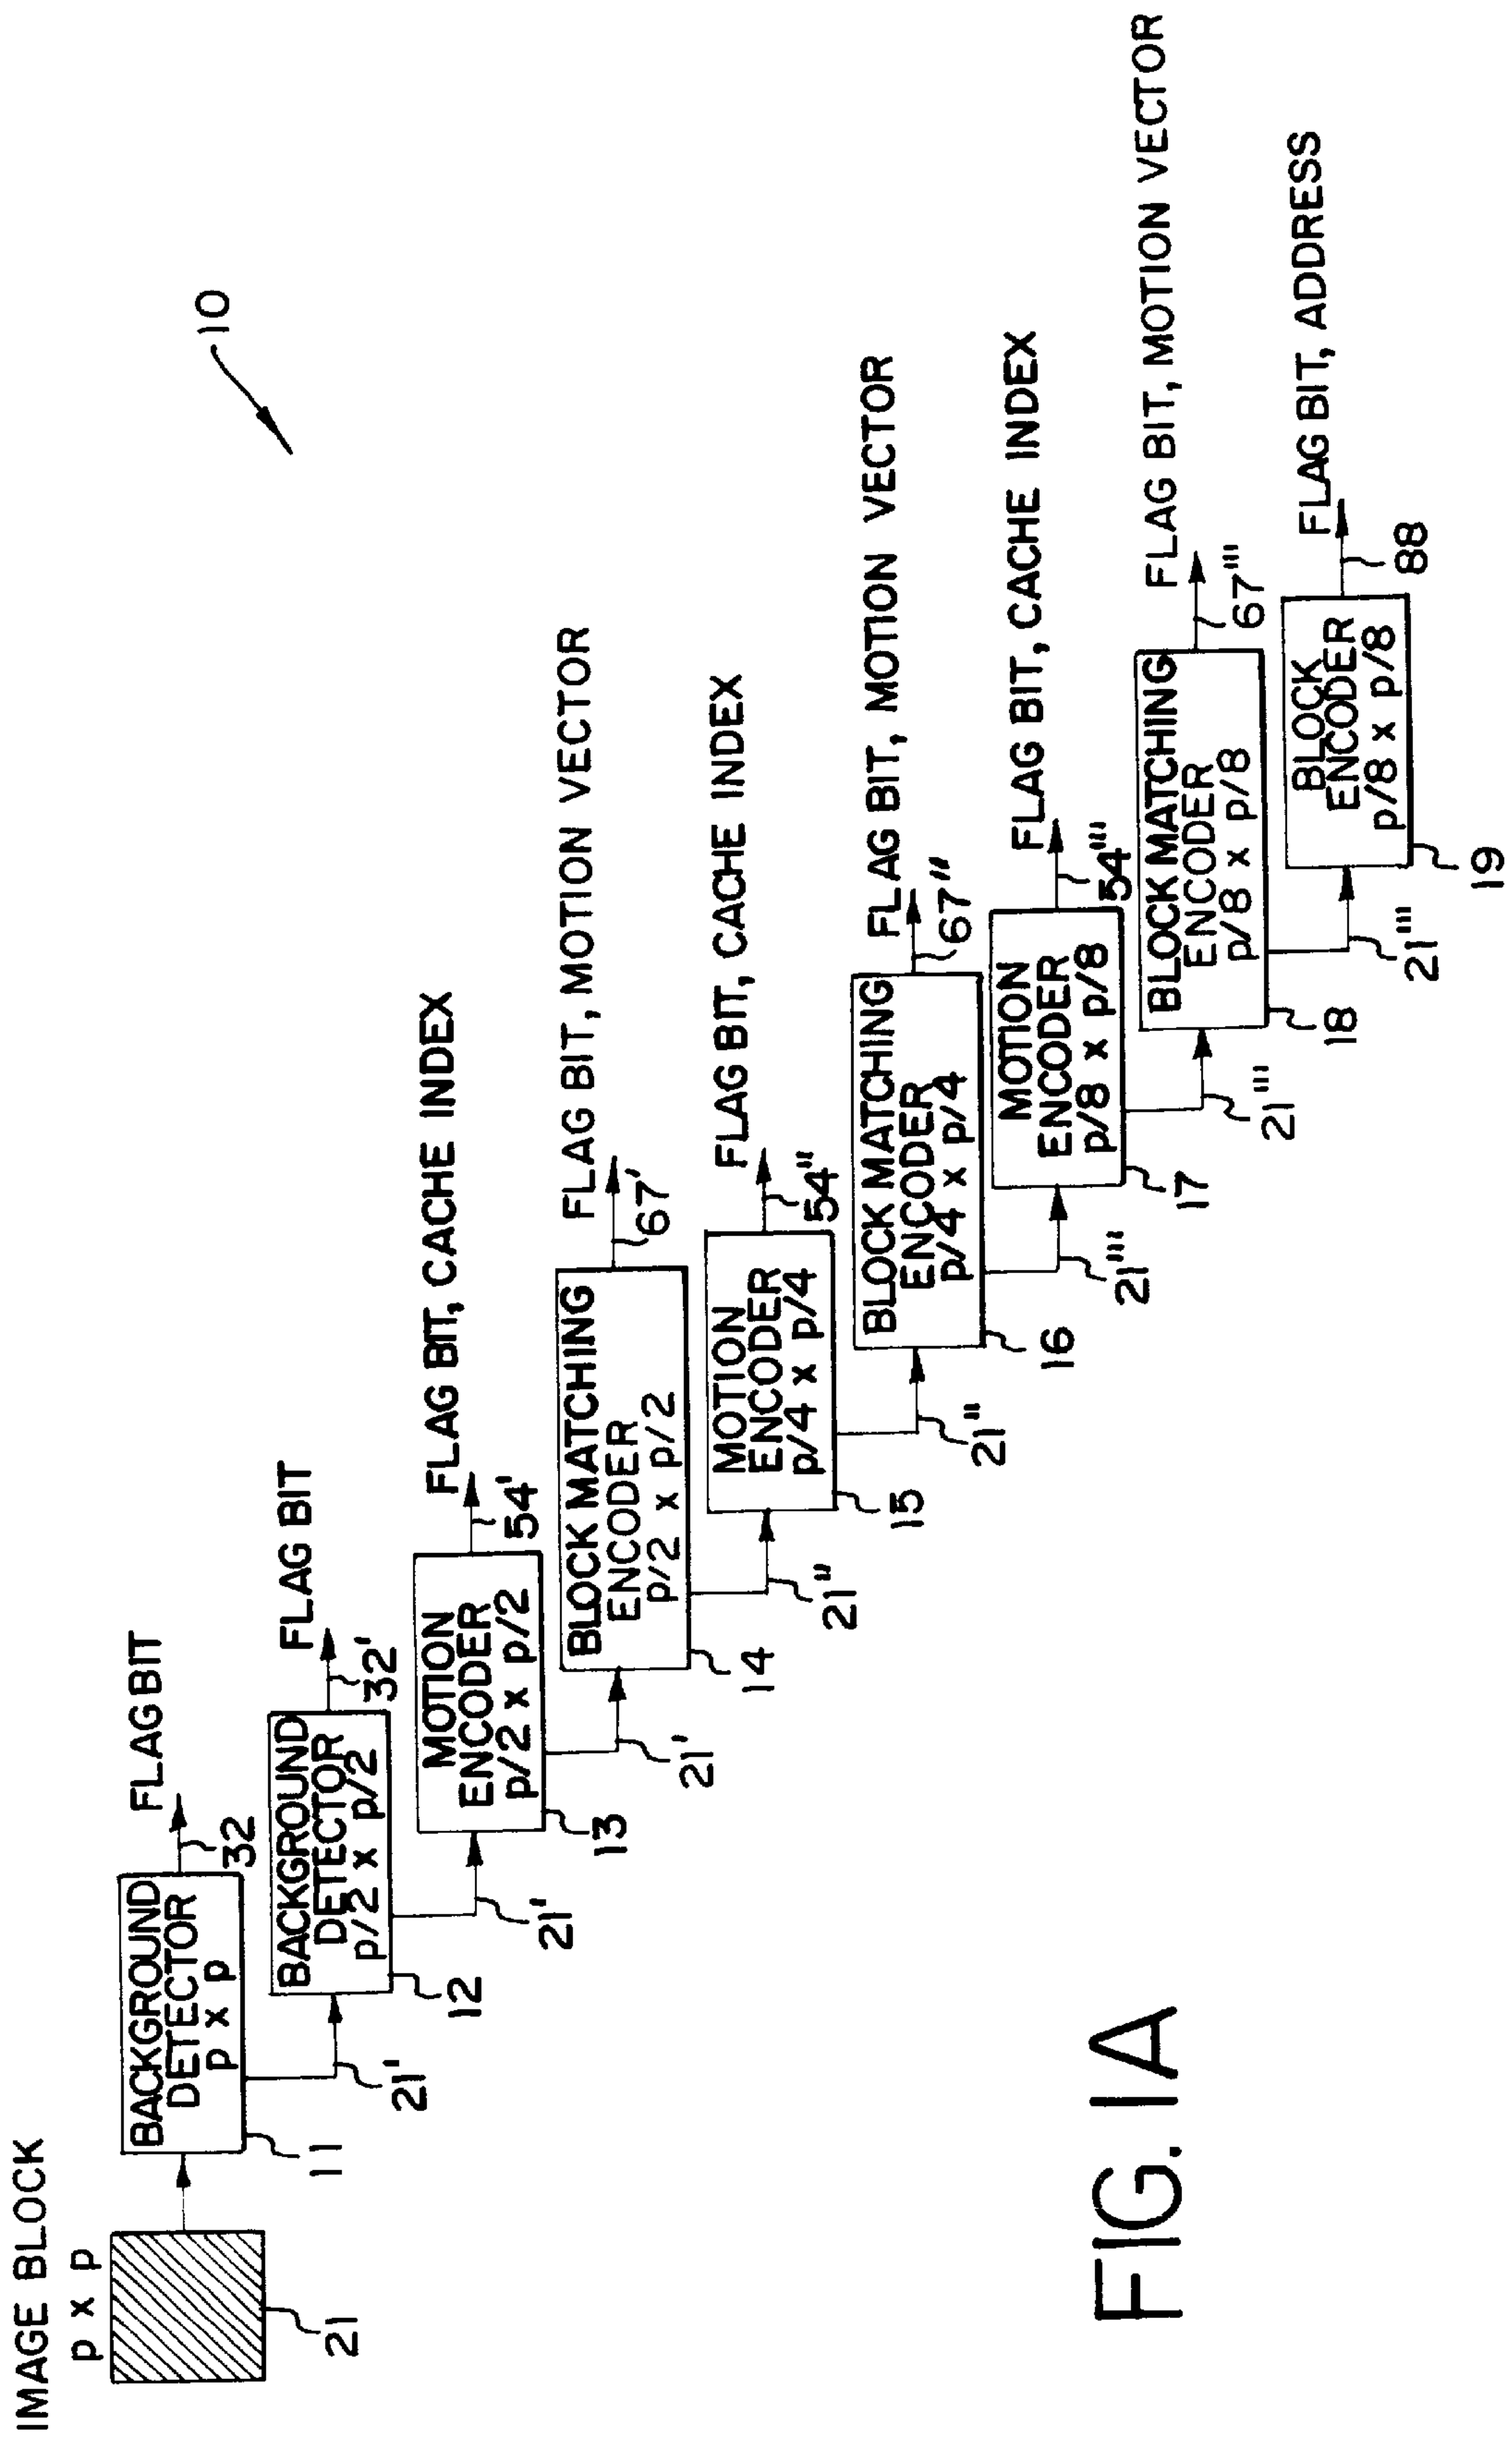 IMAGE BLOCK
p x p
21
10
BACKGROUND
DETECTOR
p x p
11
32
FLAG BIT
21'
BACKGROUND
DETECTOR
p/2 x p/2
12
32'
FLAG BIT
21'
MOTION
ENCODER
p/2 x p/2
13
54'
FLAG BIT, CACHE INDEX
21'
BLOCK MATCHING
ENCODER
p/2 x p/2
14
67'
FLAG BIT, MOTION VECTOR
21"
MOTION
ENCODER
p/4 x p/4
15
54"
FLAG BIT, CACHE INDEX
21"
BLOCK MATCHING
ENCODER
p/4 x p/4
16
67"
FLAG BIT, MOTION VECTOR
21'''
MOTION
ENCODER
p/8 x p/8
17
54'''
FLAG BIT, CACHE INDEX
21'''
BLOCK MATCHING
ENCODER
p/8 x p/8
18
67'''
FLAG BIT, MOTION VECTOR
21'''
BLOCK
ENCODER
p/8 x p/8
19
88
FLAG BIT, ADDRESS
FIG. 1A